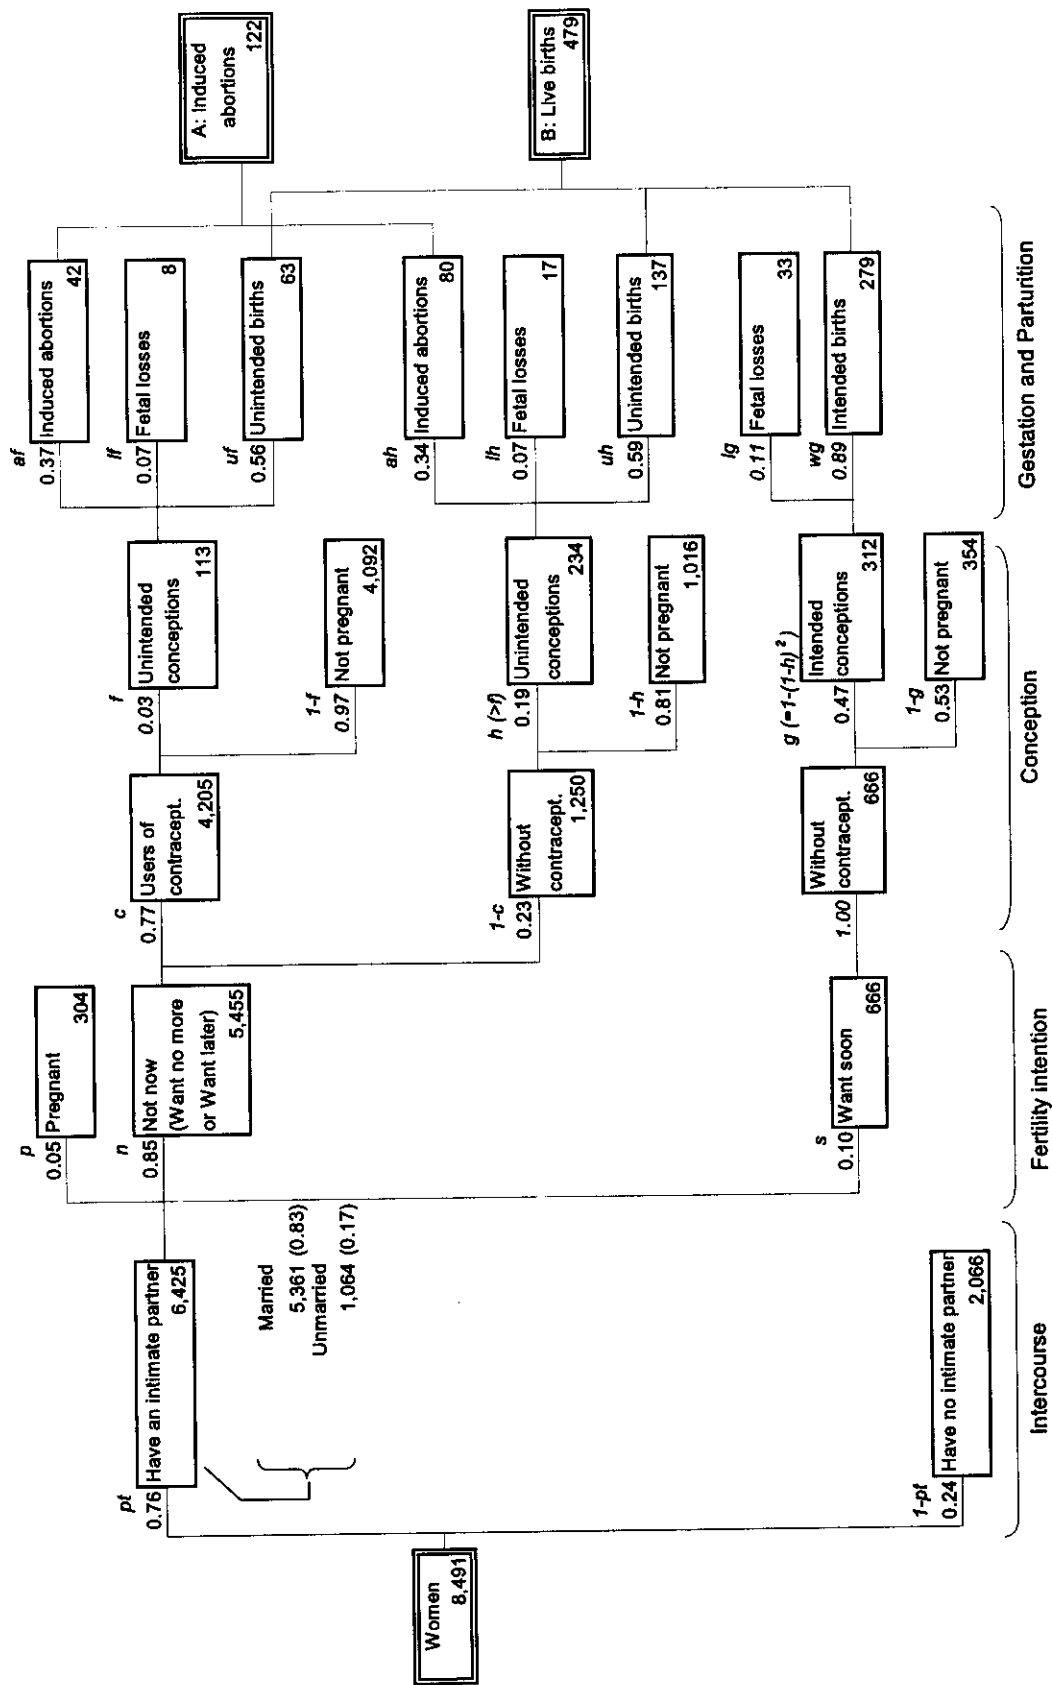 Women
8,491
pt
0.76
Have an intimate partner
6,425
Married
5,361 (0.83)
Unmarried
1,064 (0.17)
1-pt
0.24
Have no intimate partner
2,066
p
0.05
Pregnant
304
n
0.85
Not now
(Want no more
or Want later)
5,455
s
0.10
Want soon
666
c
0.77
Users of
contracept.
4,205
1-c
0.23
Without
contracept.
1,250
1.00
Without
contracept.
666
f
0.03
Unintended
conceptions
113
1-f
0.97
Not pregnant
4,092
h (>f)
0.19
Unintended
conceptions
234
1-h
0.81
Not pregnant
1,016
g (=1-(1-h)²)
0.47
Intended
conceptions
312
1-g
0.53
Not pregnant
354
af
0.37
Induced abortions
42
lf
0.07
Fetal losses
8
uf
0.56
Unintended births
63
ah
0.34
Induced abortions
80
lh
0.07
Fetal losses
17
uh
0.59
Unintended births
137
lg
0.11
Fetal losses
33
wg
0.89
Intended births
279
A: Induced
abortions
122
B: Live births
479
Intercourse
Fertility intention
Conception
Gestation and Parturition